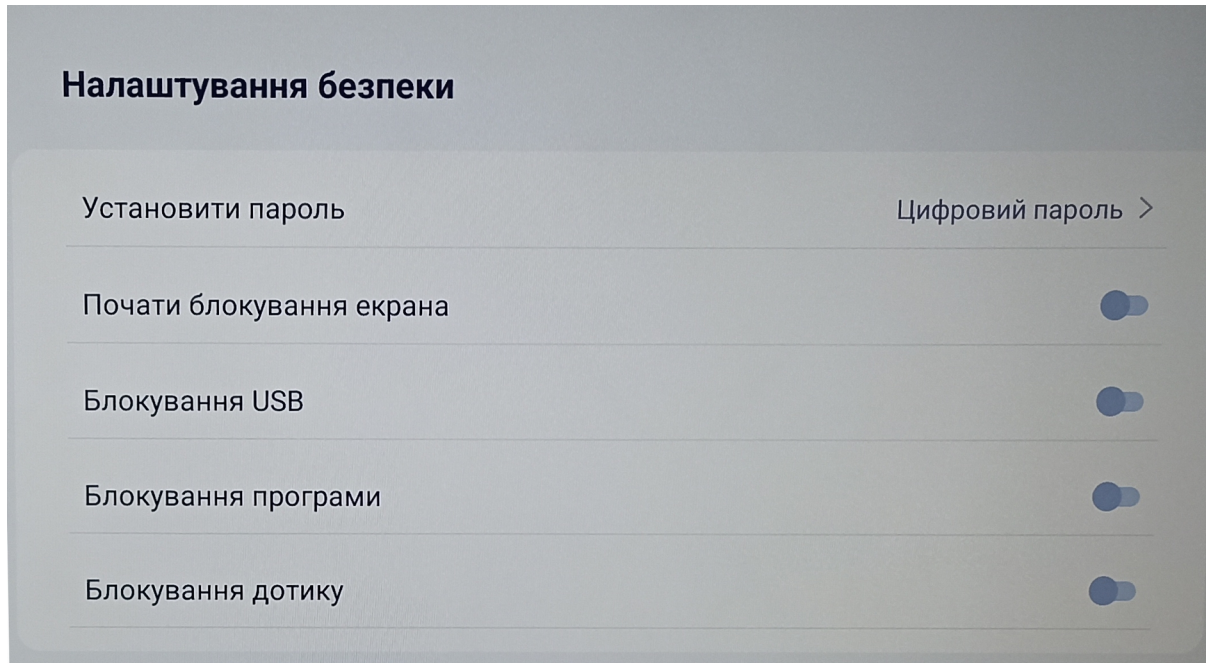 Налаштування безпеки
Установити пароль Цифровий пароль
Почати блокування екрана
Блокування USB
Блокування програми
Блокування дотику